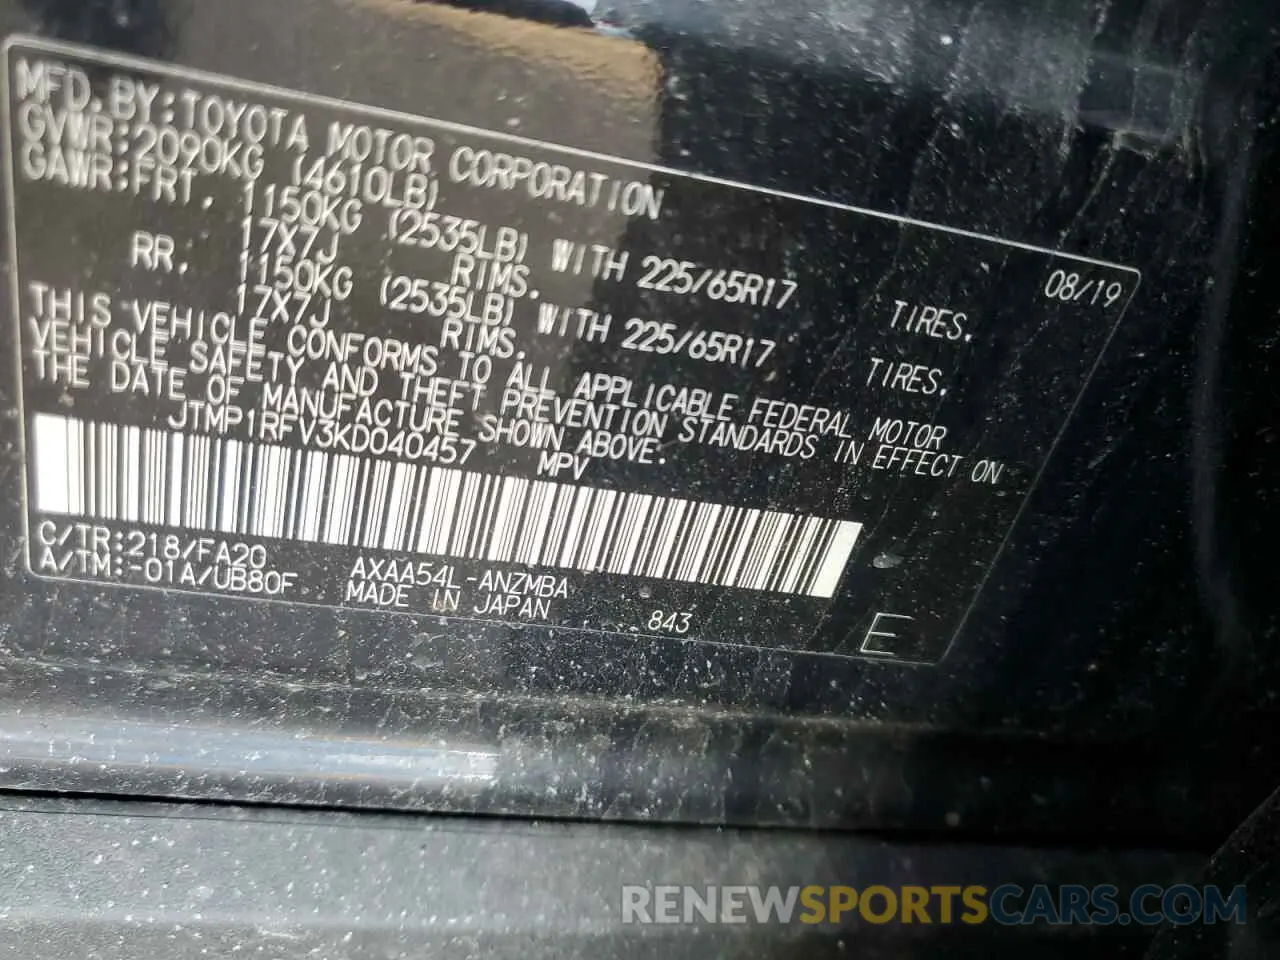 MFD.BY:TOYOTA MOTOR CORPORATION 08/19
GVWR:2090KG (4610LB)
GAWR:FRT. 1150KG (2535LB) WITH 225/65R17 TIRES.
17X7J RIMS.
RR. 1150KG (2535LB) WITH 225/65R17 TIRES.
17X7J RIMS.
THIS VEHICLE CONFORMS TO ALL APPLICABLE FEDERAL MOTOR
VEHICLE SAFETY AND THEFT PREVENTION STANDARDS IN EFFECT ON
THE DATE OF MANUFACTURE SHOWN ABOVE.
JTMP1RFV3KD040457 MPV
C/TR:218/FA20 AXAA54L-ANZMBA
A/TM:-01A/UB80F MADE IN JAPAN 843 E
RENEWSPORTSCARS.COM